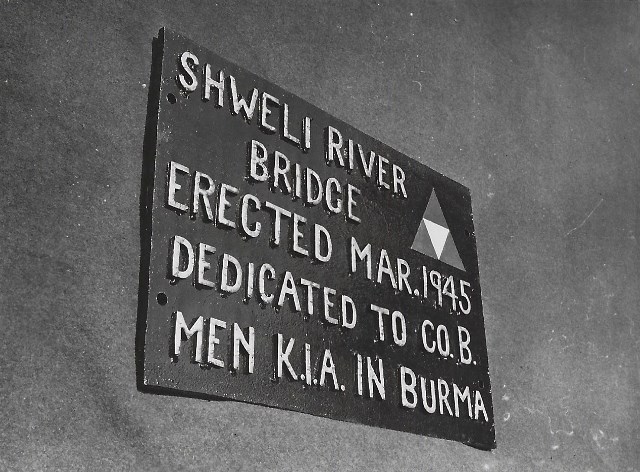 SHWELI RIVER
BRIDGE
ERECTED MAR. 1945
DEDICATED TO CO. B.
MEN K.I.A. IN BURMA